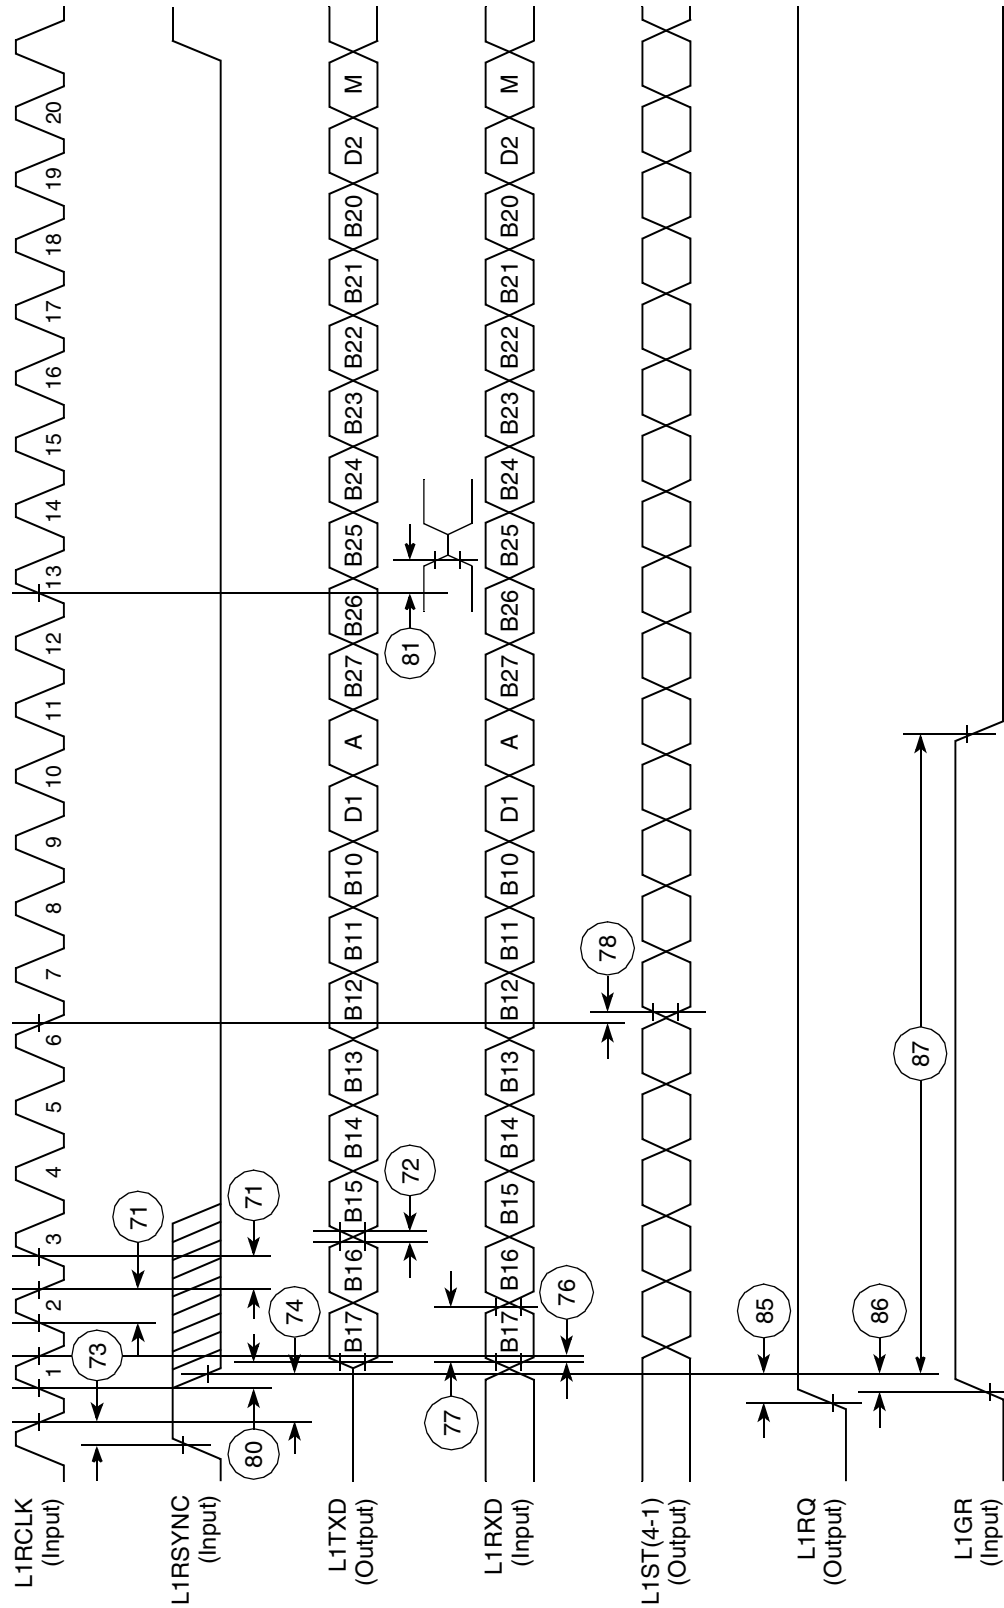 L1RCLK
(Input)
1 2 3 4 5 6 7 8 9 10 11 12 13 14 15 16 17 18 19 20
73
71
71
L1RSYNC
(Input)
80
74
L1TXD
(Output)
B17 B16 B15 B14 B13 B12 B11 B10 D1 A B27 B26 B25 B24 B23 B22 B21 B20 D2 M
72
81
77
L1RXD
(Input)
B17 B16 B15 B14 B13 B12 B11 B10 D1 A B27 B26 B25 B24 B23 B22 B21 B20 D2 M
76
78
L1ST(4-1)
(Output)
85
L1RQ
(Output)
86
87
L1GR
(Input)